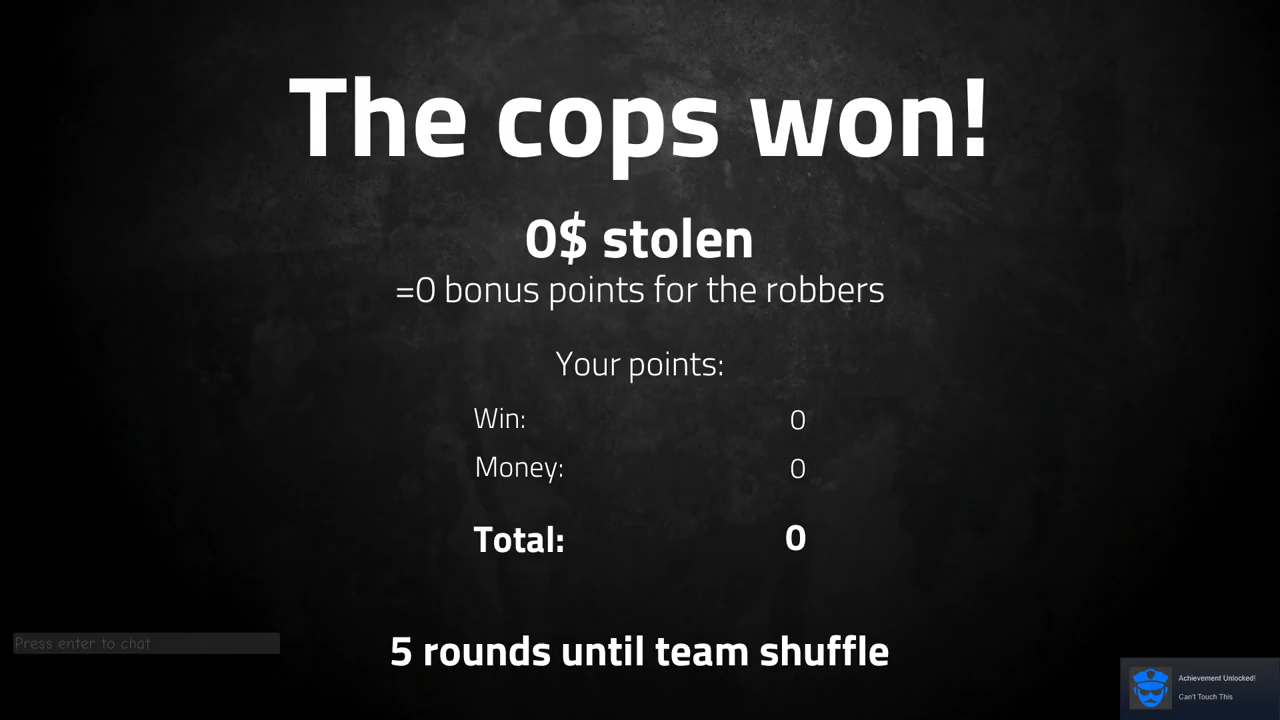 The cops won!
0$ stolen
=0 bonus points for the robbers
Your points:
Win: 0
Money: 0
Total: 0
Press enter to chat
5 rounds until team shuffle
Achievement Unlocked!
Can't Touch This